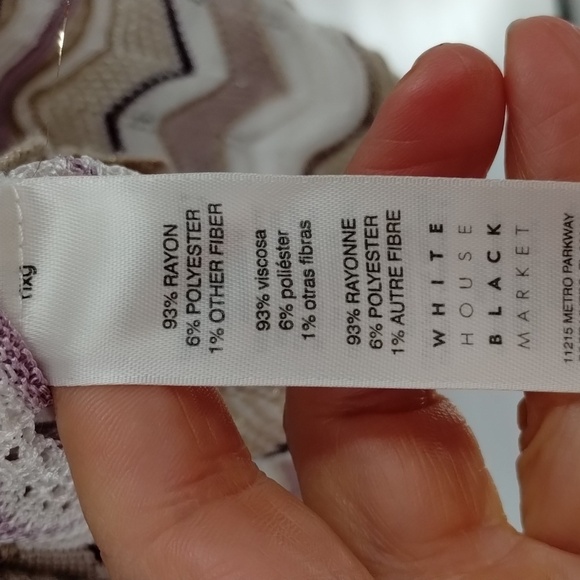 nxg
93% RAYON
6% POLYESTER
1% OTHER FIBER
93% viscosa
6% poliéster
1% otras fibras
93% RAYONNE
6% POLYESTER
1% AUTRE FIBRE
WHITE
HOUSE
BLACK
MARKET
11215 METRO PARKWAY